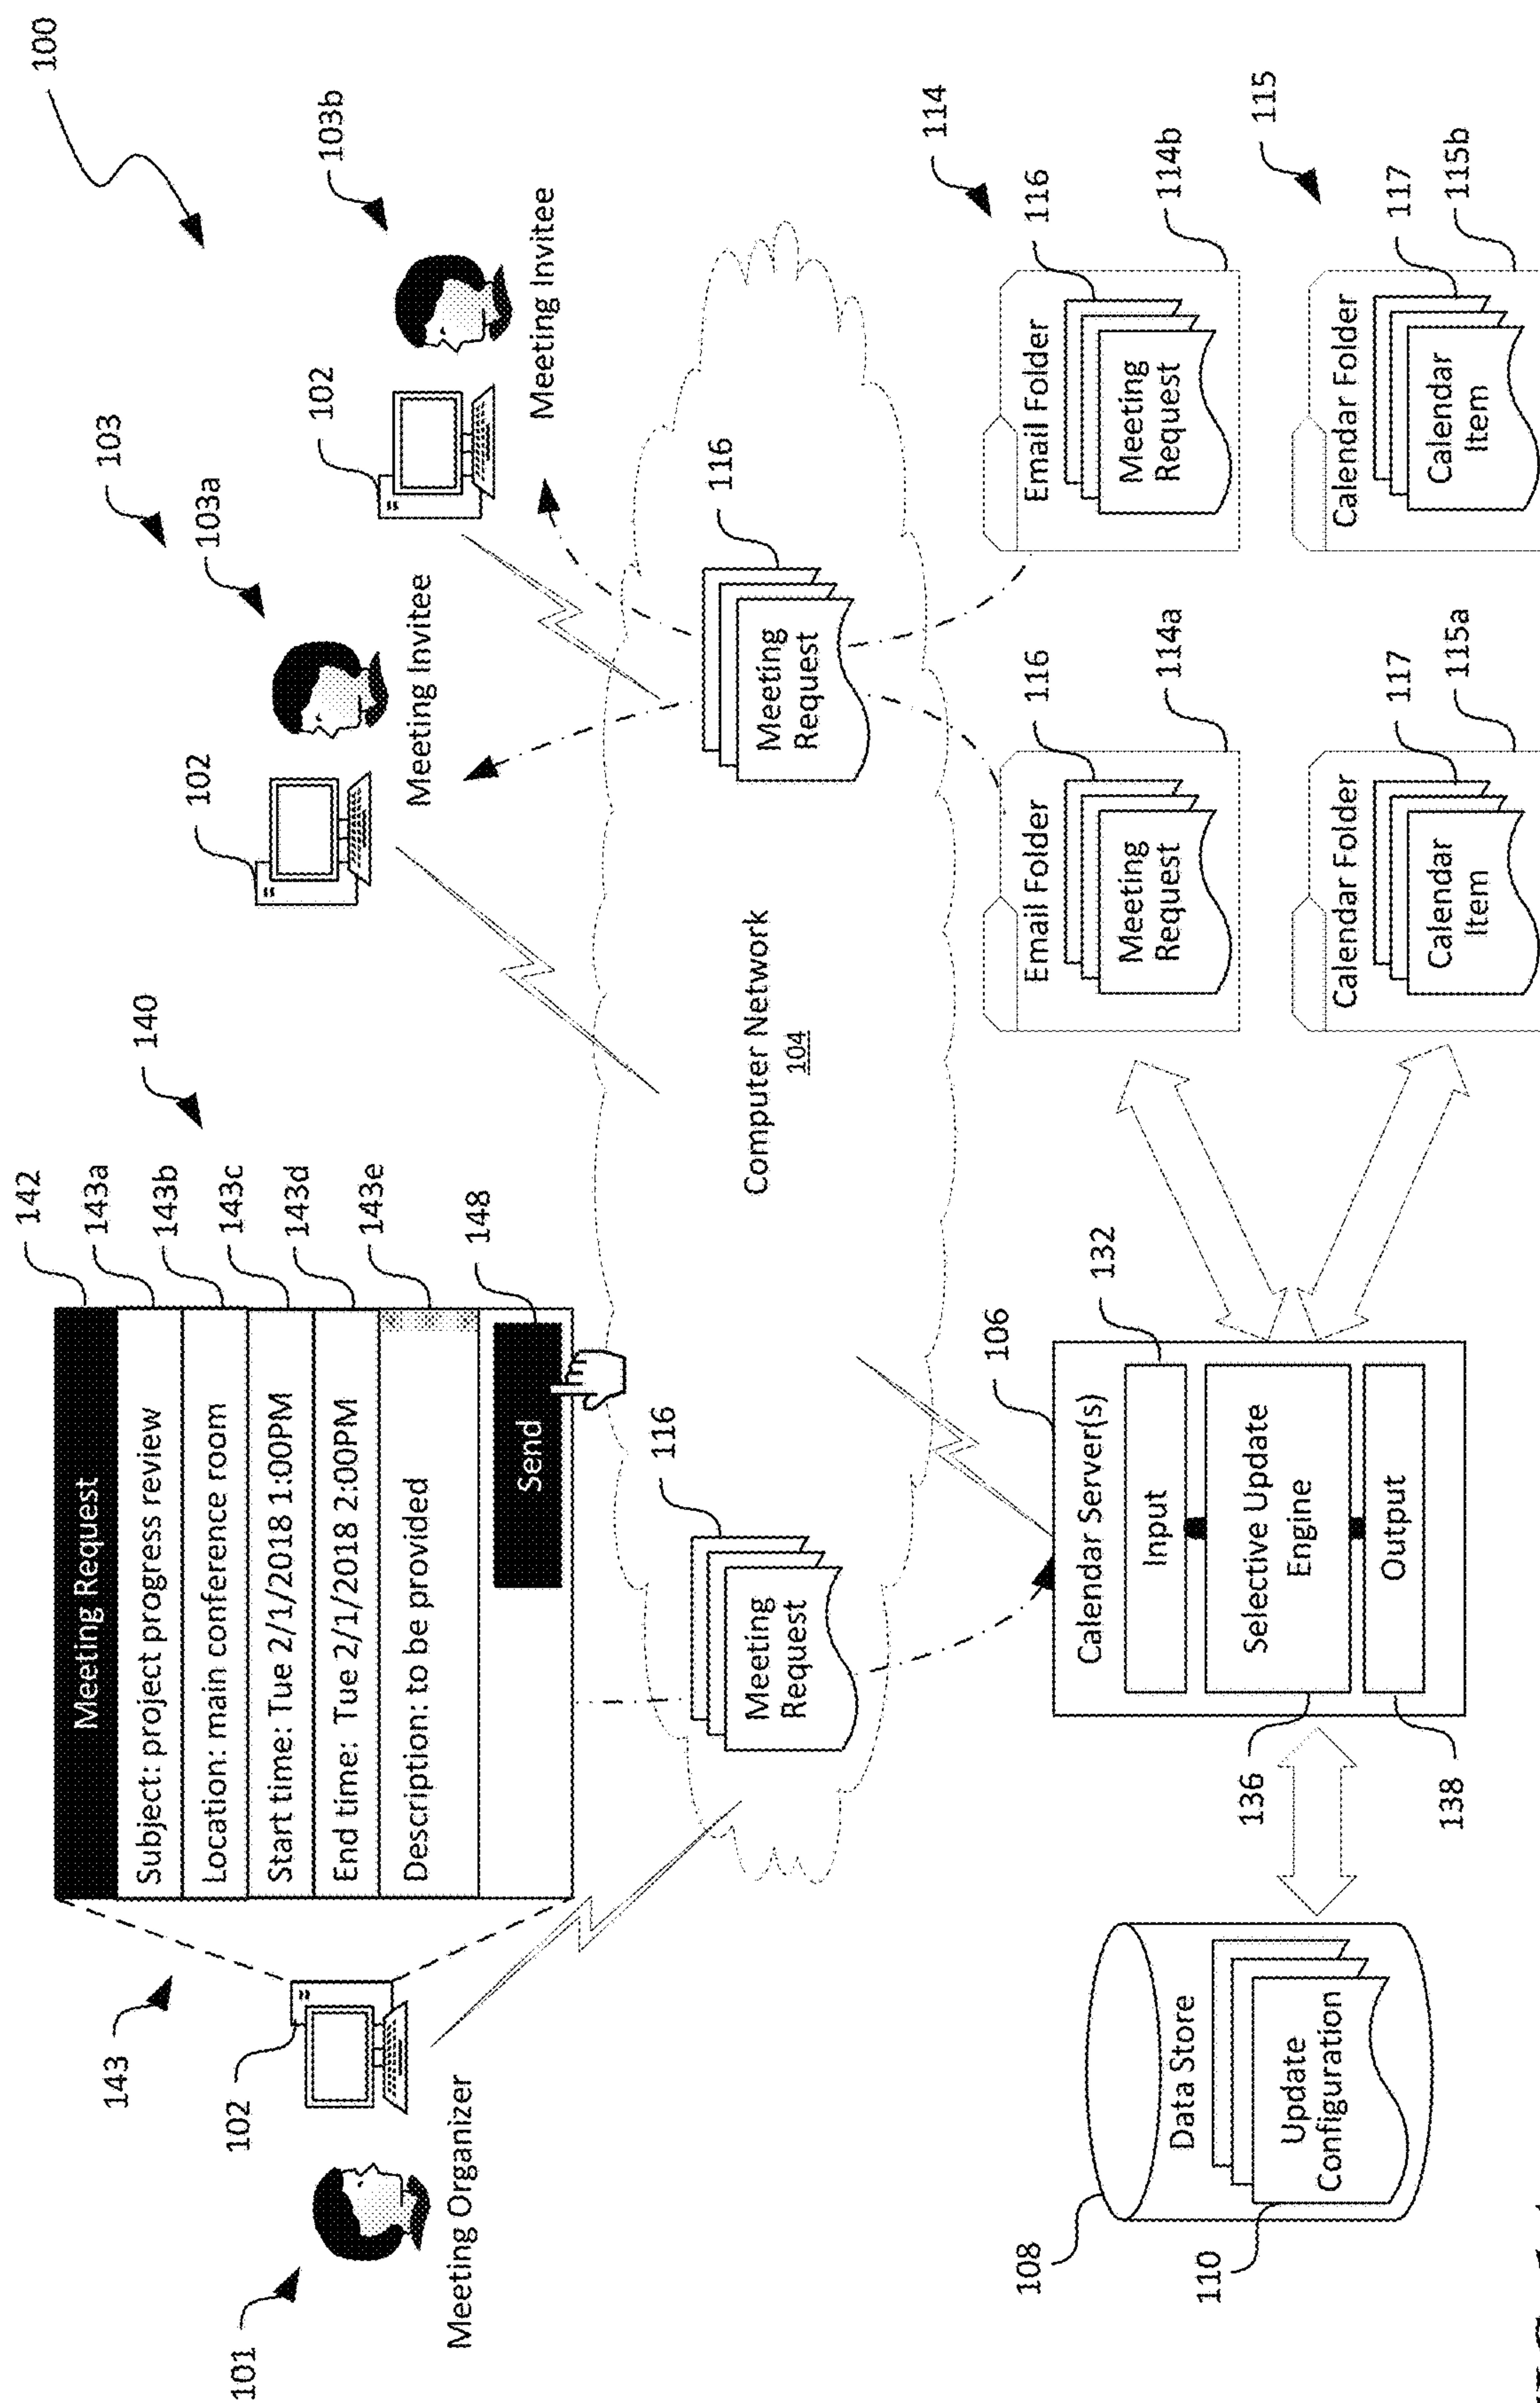 100
142
143a
143b
143c
143d
143e
148
140
143
102
101
Meeting Organizer
Meeting Request
Subject: project progress review
Location: main conference room
Start time: Tue 2/1/2018 1:00PM
End time: Tue 2/1/2018 2:00PM
Description: to be provided
Send
103
103a
102
Meeting Invitee
103b
102
Meeting Invitee
116
Meeting
Request
Computer Network
104
116
Meeting
Request
108
Data Store
Update
Configuration
110
106
Calendar Server(s)
132
Input
Selective Update
Engine
Output
136
138
114
Email Folder
116
Meeting
Request
114a
Email Folder
116
Meeting
Request
114b
115
Calendar Folder
117
Calendar
Item
115a
Calendar Folder
117
Calendar
Item
115b